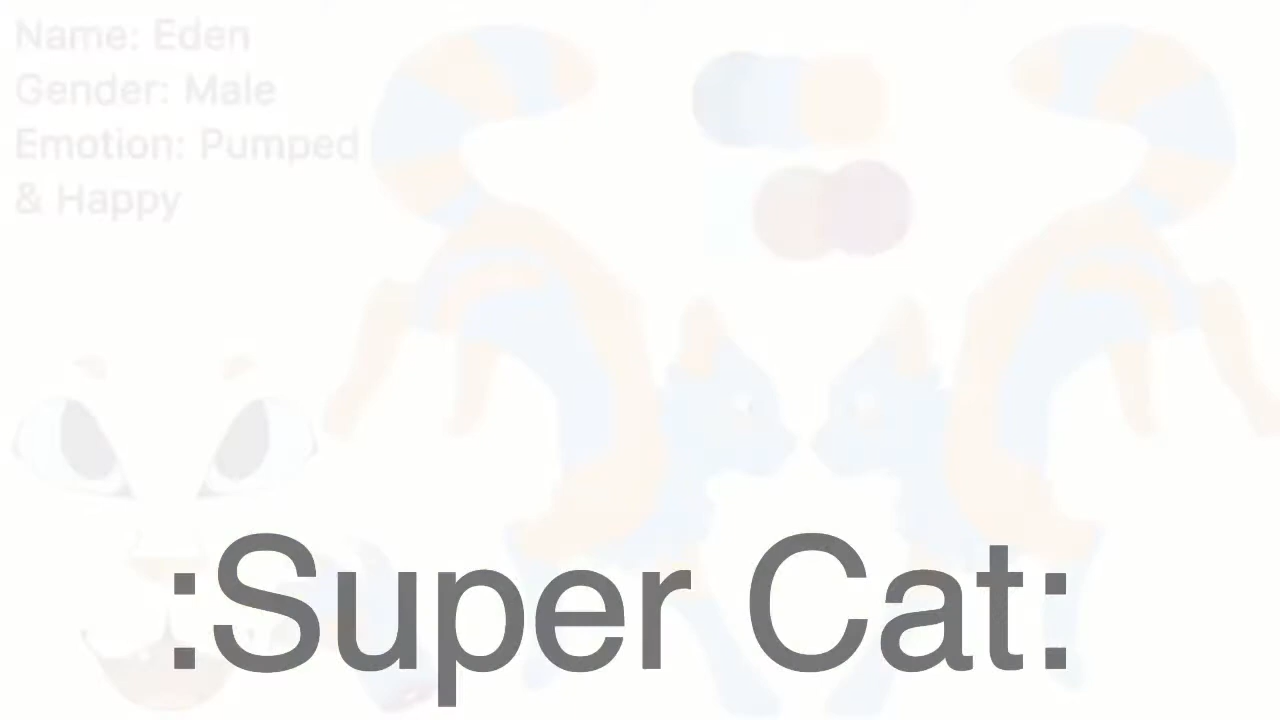 Name: Eden
Gender: Male
Emotion: Pumped
& Happy
:Super Cat: